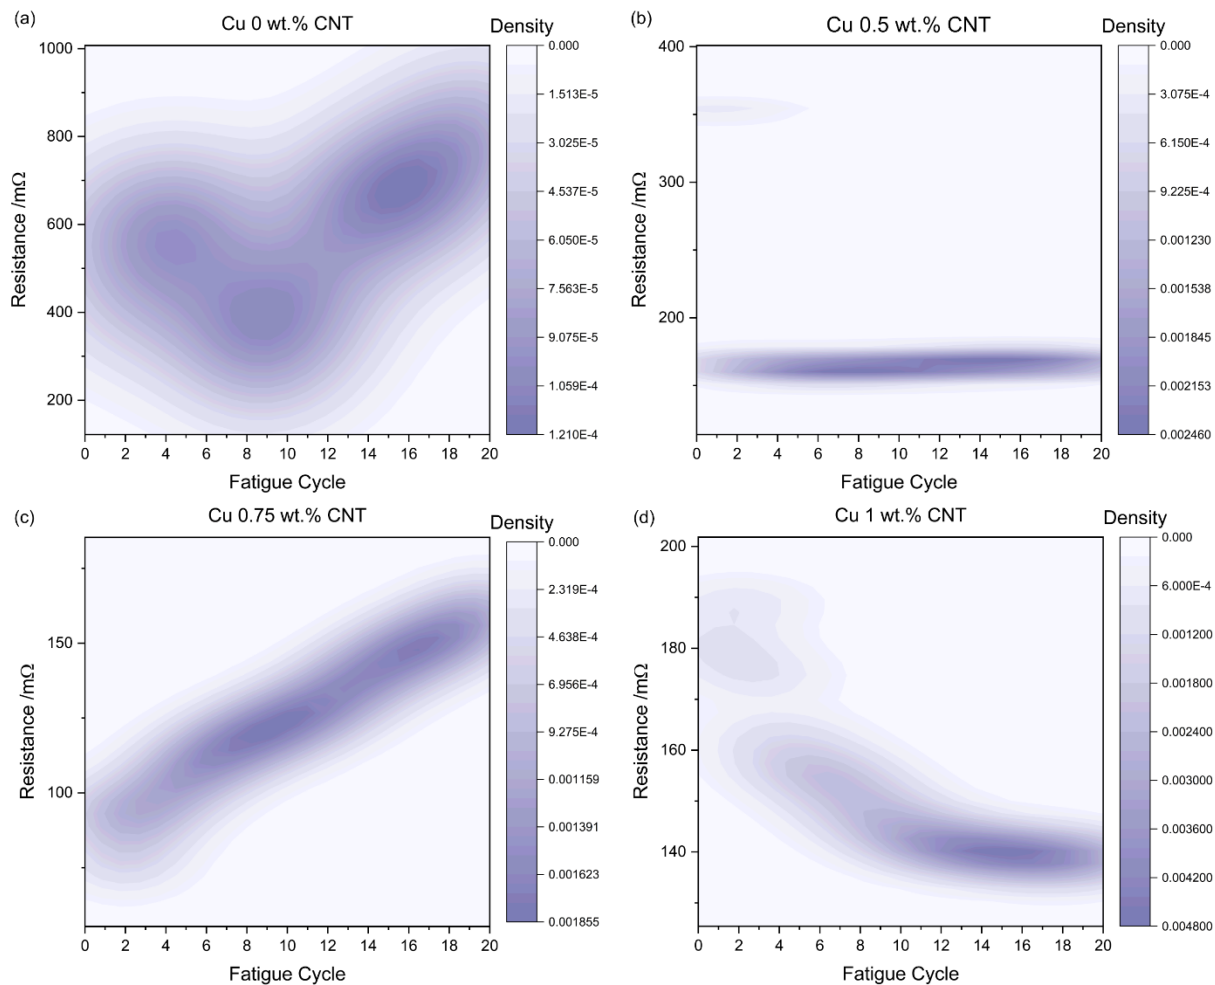 (a)
Cu 0 wt.% CNT
Density
1000
800
600
400
200
0 2 4 6 8 10 12 14 16 18 20
Resistance /mΩ
Fatigue Cycle
0.000
1.513E-5
3.025E-5
4.537E-5
6.050E-5
7.563E-5
9.075E-5
1.059E-4
1.210E-4
(b)
Cu 0.5 wt.% CNT
Density
400
300
200
0 2 4 6 8 10 12 14 16 18 20
Resistance /mΩ
Fatigue Cycle
0.000
3.075E-4
6.150E-4
9.225E-4
0.001230
0.001538
0.001845
0.002153
0.002460
(c)
Cu 0.75 wt.% CNT
Density
150
100
0 2 4 6 8 10 12 14 16 18 20
Resistance /mΩ
Fatigue Cycle
0.000
2.319E-4
4.638E-4
6.956E-4
9.275E-4
0.001159
0.001391
0.001623
0.001855
(d)
Cu 1 wt.% CNT
Density
200
180
160
140
0 2 4 6 8 10 12 14 16 18 20
Resistance /mΩ
Fatigue Cycle
0.000
6.000E-4
0.001200
0.001800
0.002400
0.003000
0.003600
0.004200
0.004800